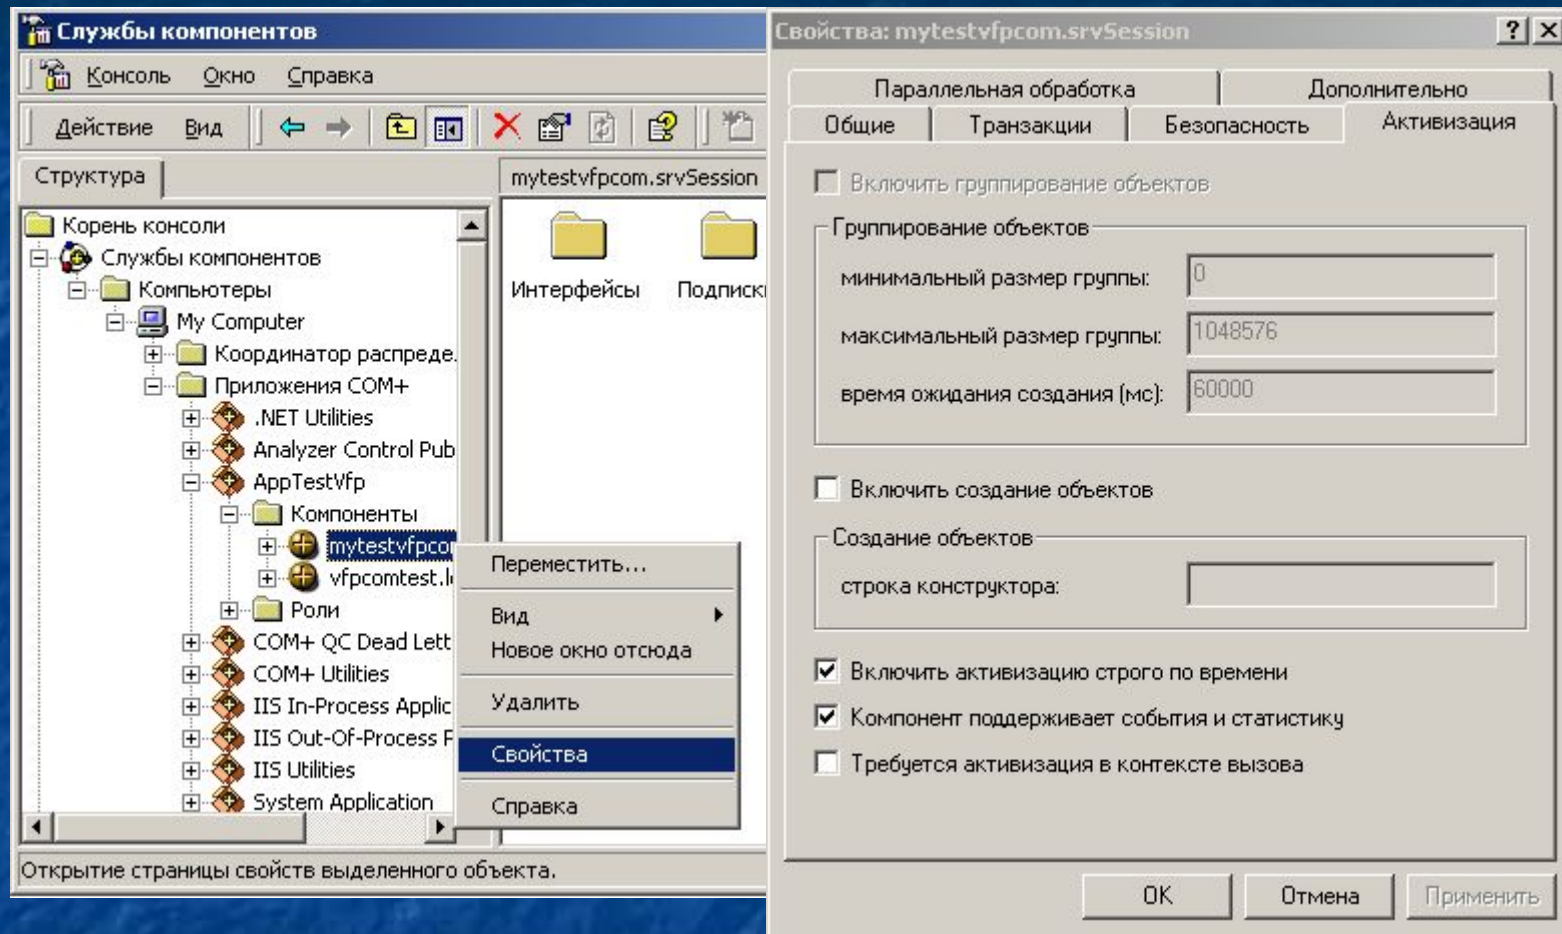 Службы компонентов
Консоль Окно Справка
Действие Вид
Структура
mytestvfpcom.srvSession
Корень консоли
Службы компонентов
Компьютеры
My Computer
Координатор распреде.
Приложения COM+
.NET Utilities
Analyzer Control Pub
AppTestVfp
Компоненты
mytestvfpcor
vfpcomtest.l
Роли
COM+ QC Dead Lett
COM+ Utilities
IIS In-Process Applic
IIS Out-Of-Process P
IIS Utilities
System Application
Интерфейсы Подписки
Переместить...
Вид
Новое окно отсюда
Удалить
Свойства
Справка
Открытие страницы свойств выделенного объекта.
Свойства: mytestvfpcom.srvSession
Параллельная обработка Дополнительно
Общие Транзакции Безопасность Активизация
Включить группирование объектов
Группирование объектов
минимальный размер группы: 0
максимальный размер группы: 1048576
время ожидания создания (мс): 60000
Включить создание объектов
Создание объектов
строка конструктора:
Включить активизацию строго по времени
Компонент поддерживает события и статистику
Требуется активизация в контексте вызова
OK Отмена Применить